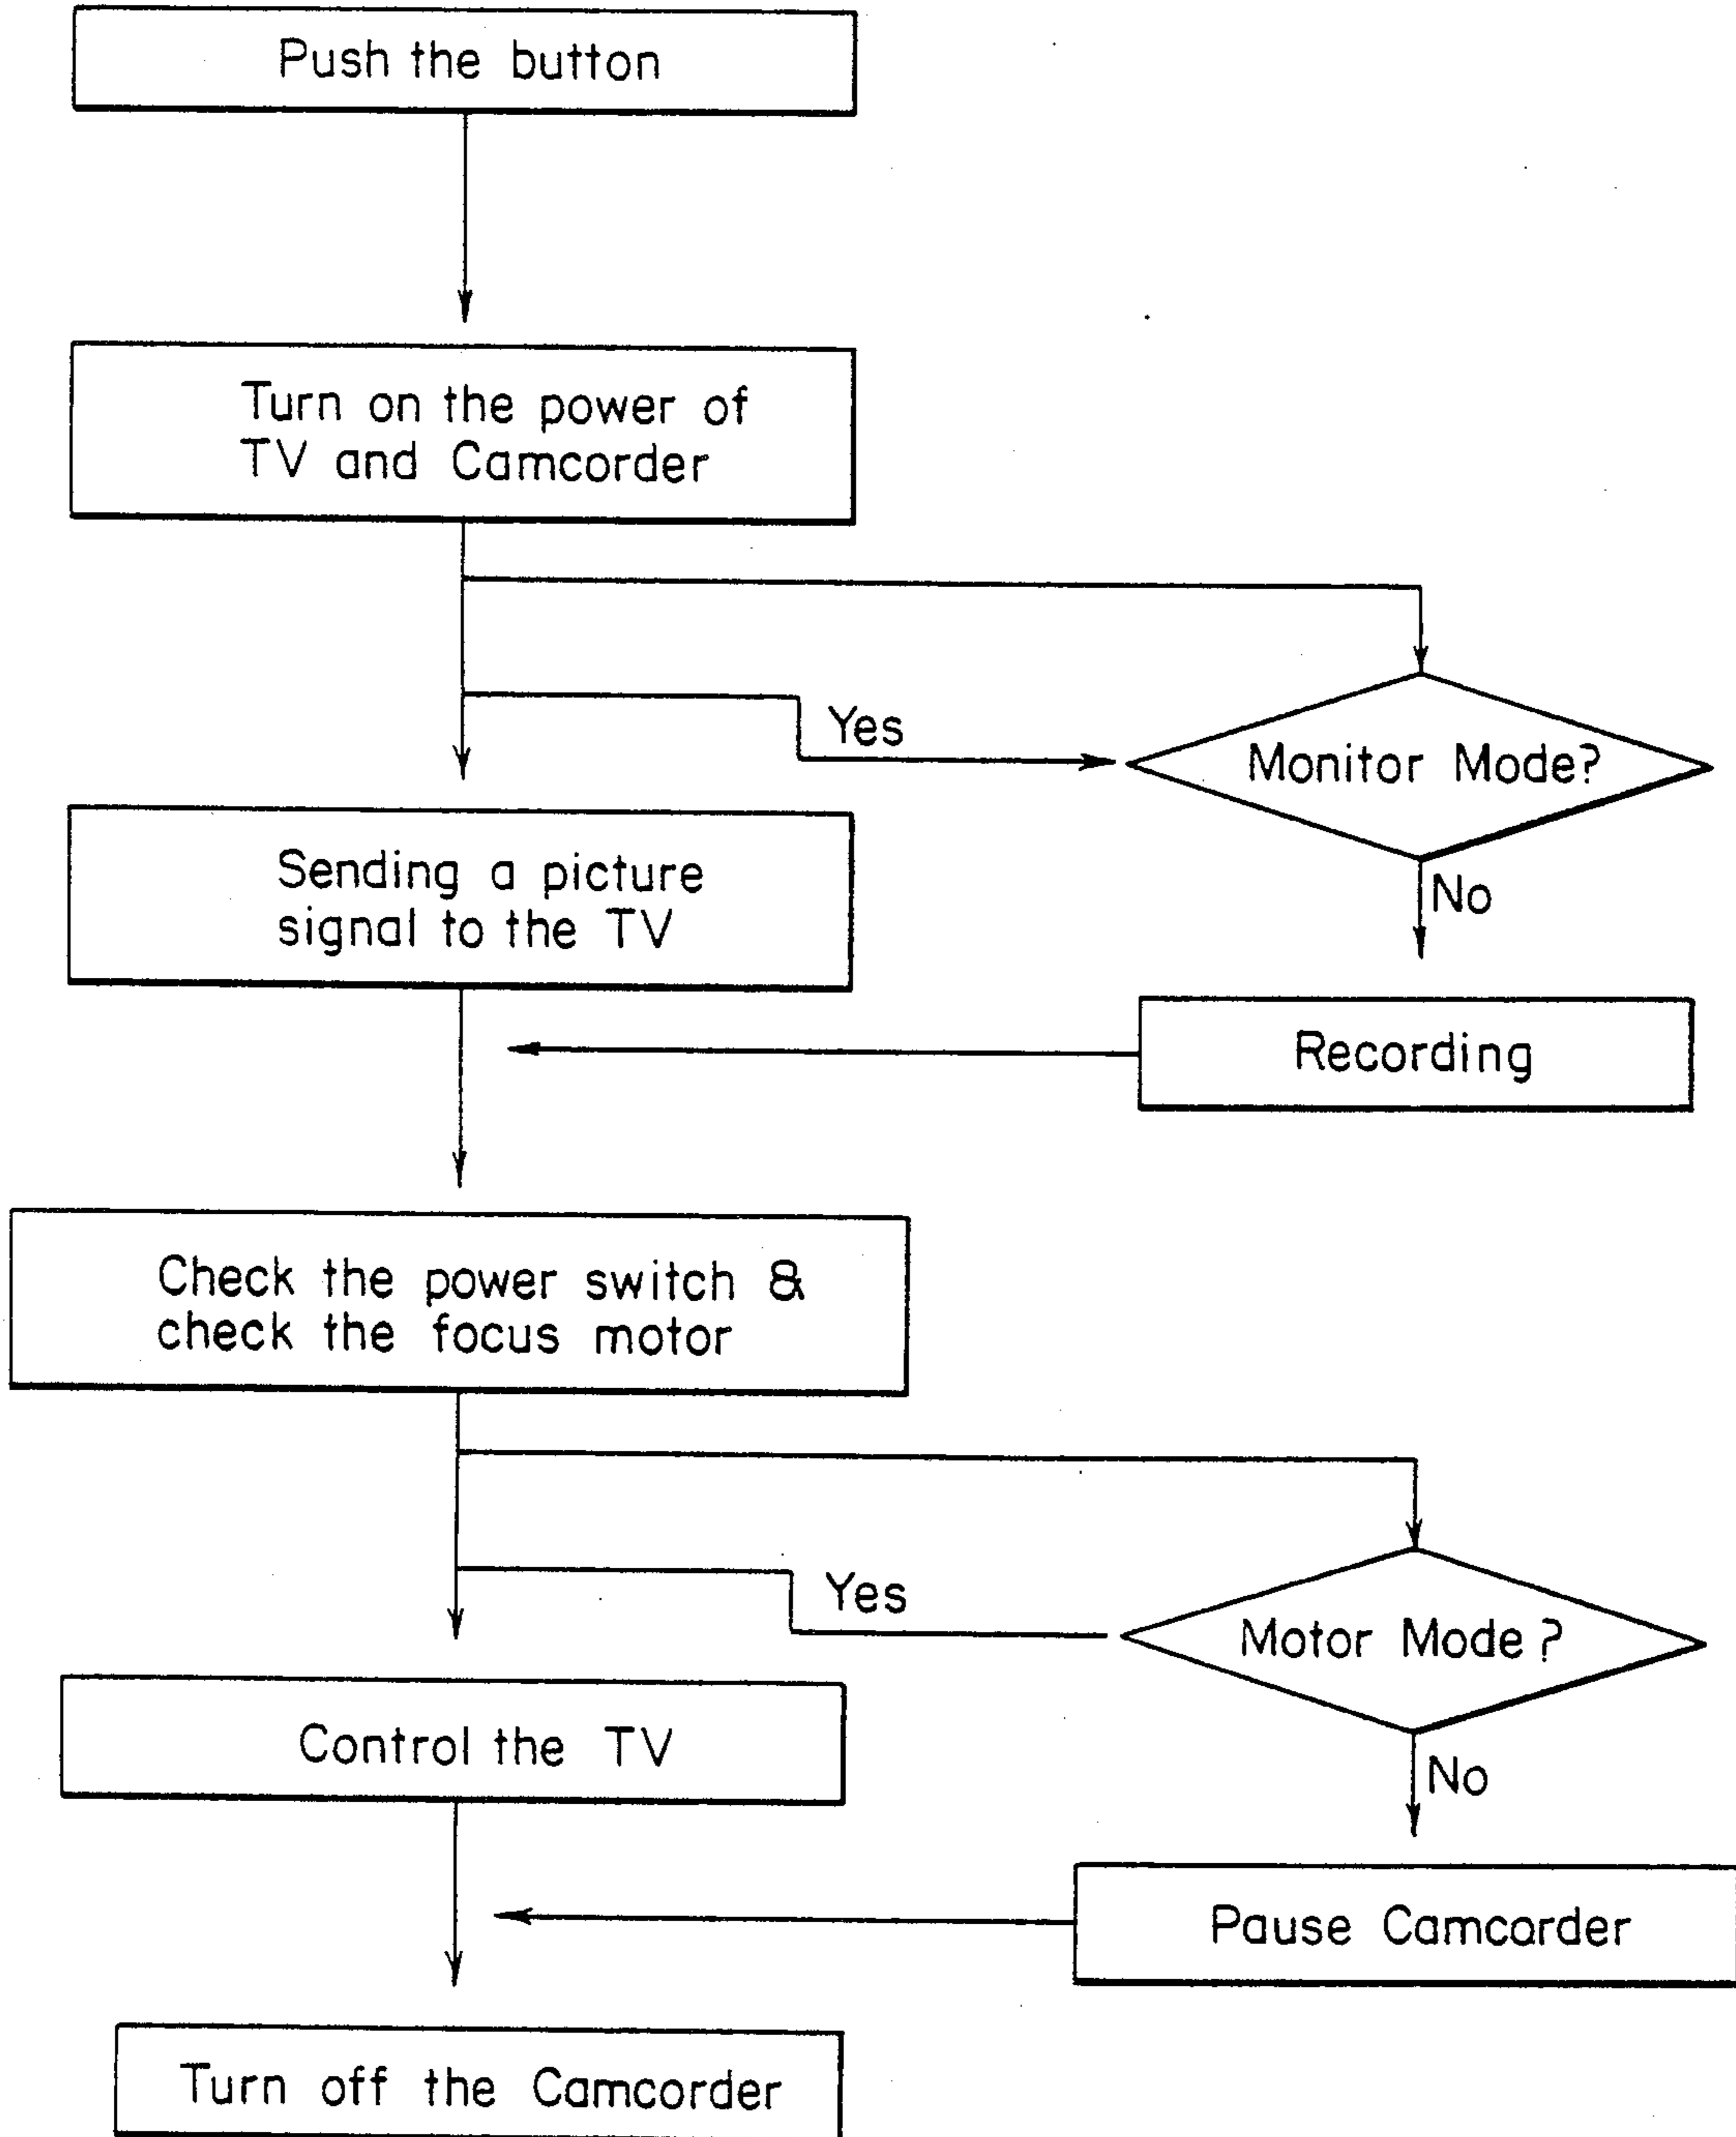 Push the button
Turn on the power of
TV and Camcorder
Yes
Monitor Mode?
No
Sending a picture
signal to the TV
Recording
Check the power switch &
check the focus motor
Yes
Motor Mode?
No
Control the TV
Pause Camcorder
Turn off the Camcorder